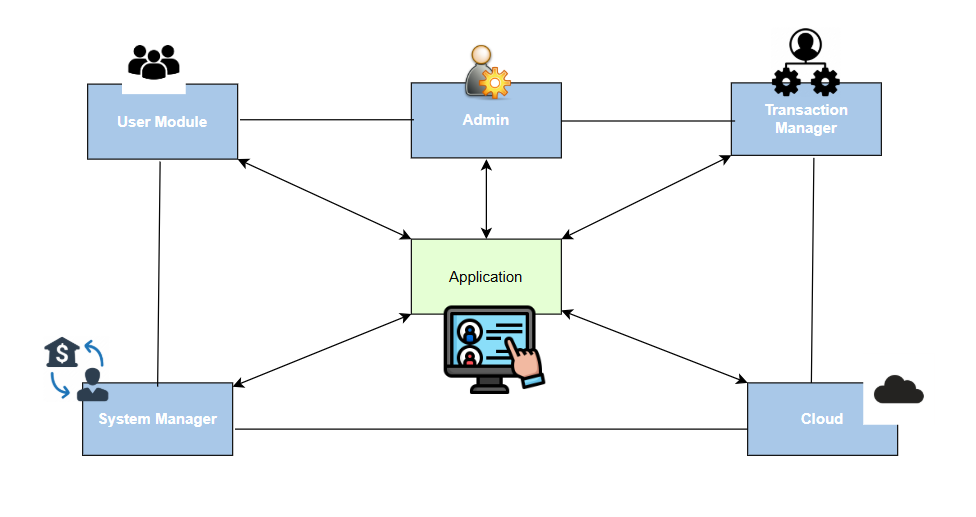 User Module
Admin
Transaction
Manager
Application
$
System Manager
Cloud